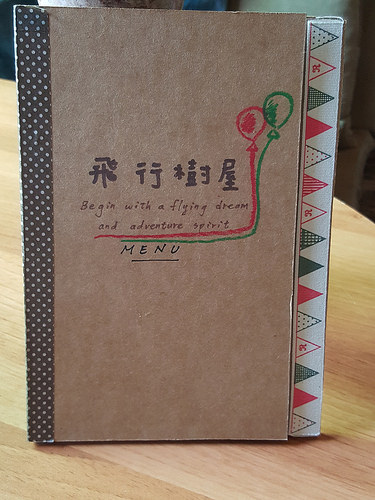 飛行樹屋
Begin with a flying dream
and adventure spirit
MENU